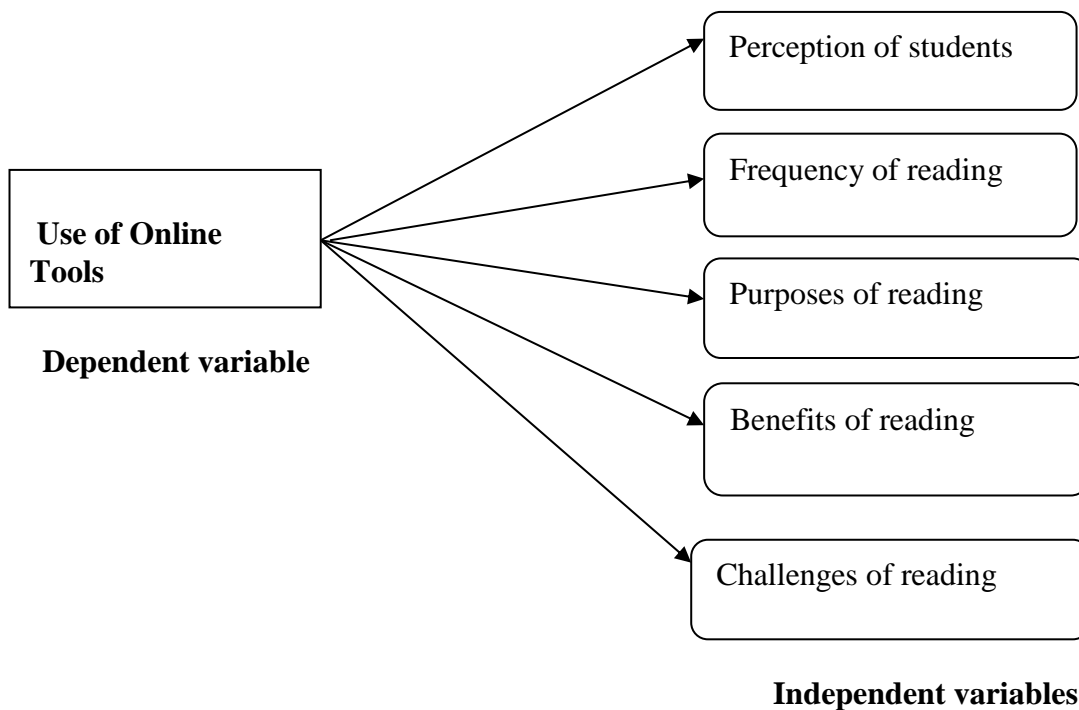 Perception of students
Frequency of reading
Use of Online
Tools
Purposes of reading
Dependent variable
Benefits of reading
Challenges of reading
Independent variables